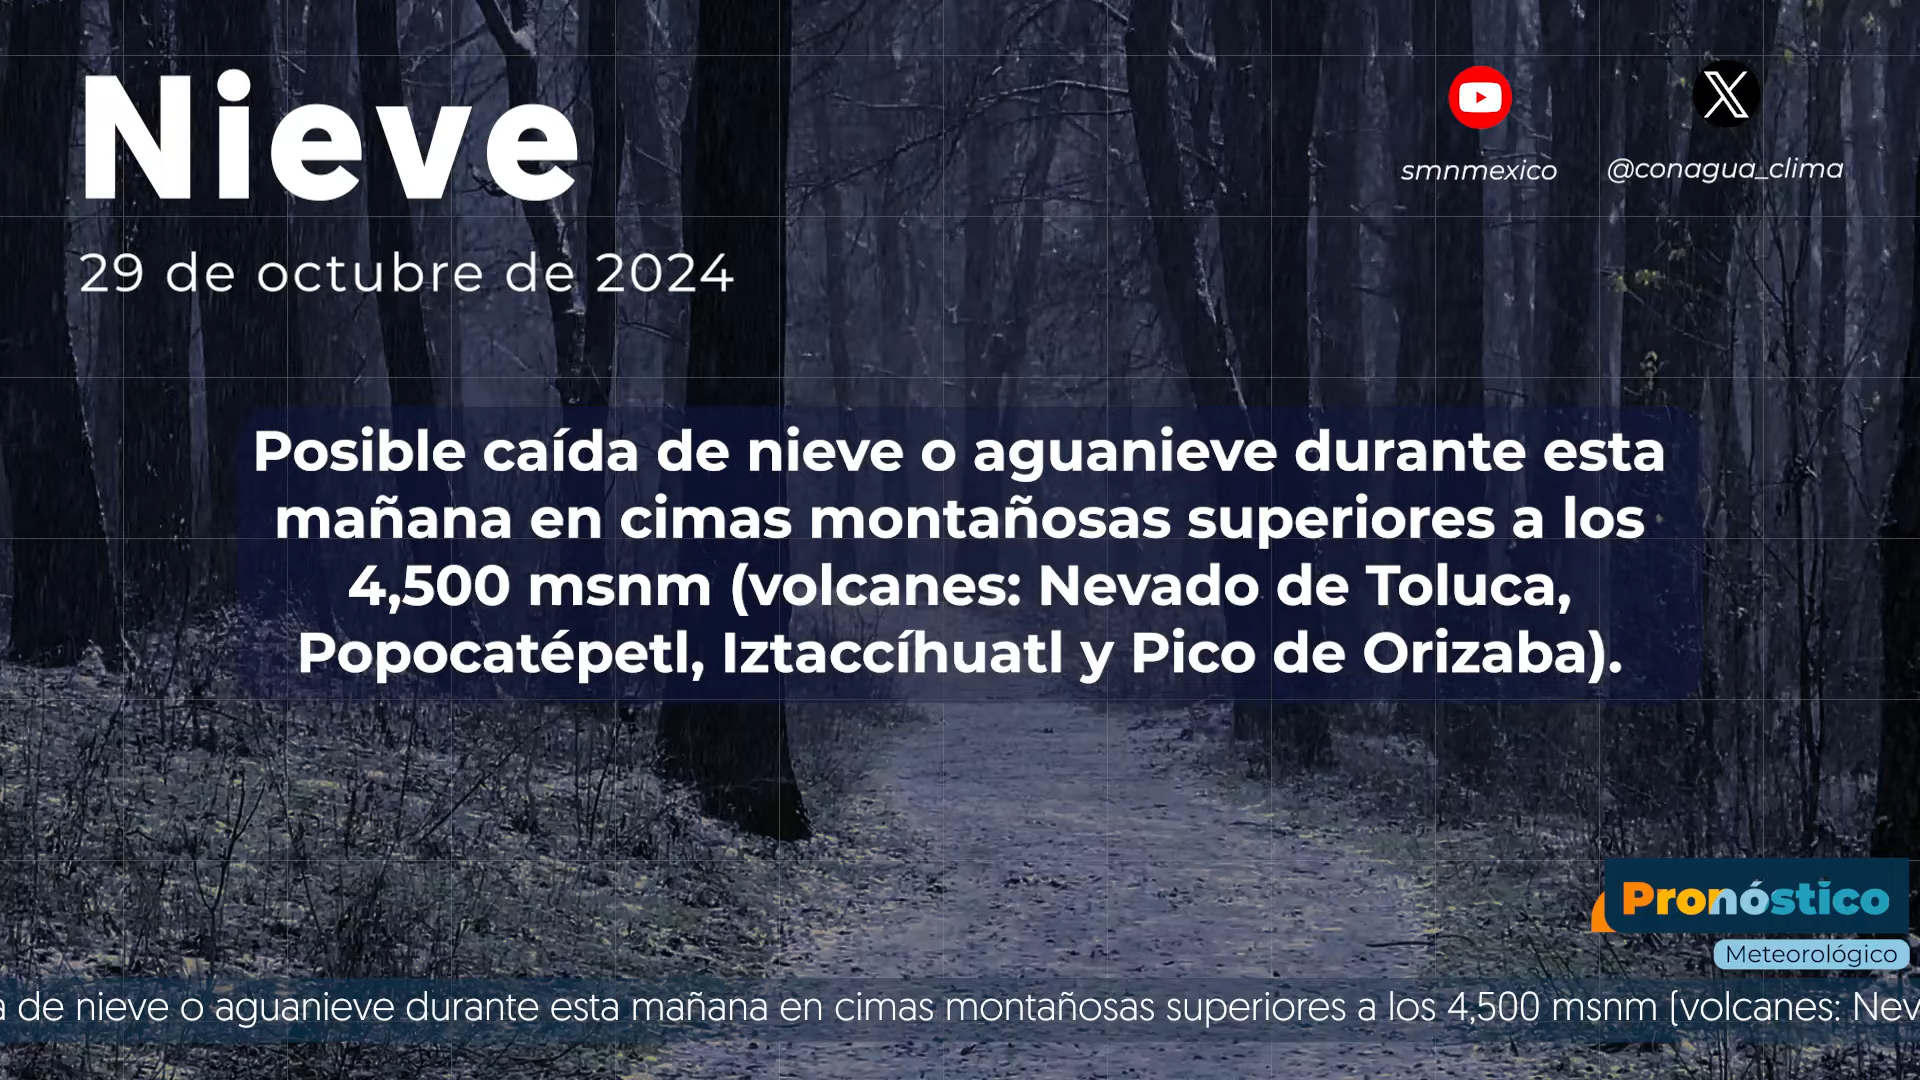 Nieve
29 de octubre de 2024
smnmexico
@conagua_clima
Posible caída de nieve o aguanieve durante esta
mañana en cimas montañosas superiores a los
4,500 msnm (volcanes: Nevado de Toluca,
Popocatépetl, Iztaccíhuatl y Pico de Orizaba).
Pronóstico
Meteorológico
a de nieve o aguanieve durante esta mañana en cimas montañosas superiores a los 4,500 msnm (volcanes: Nev